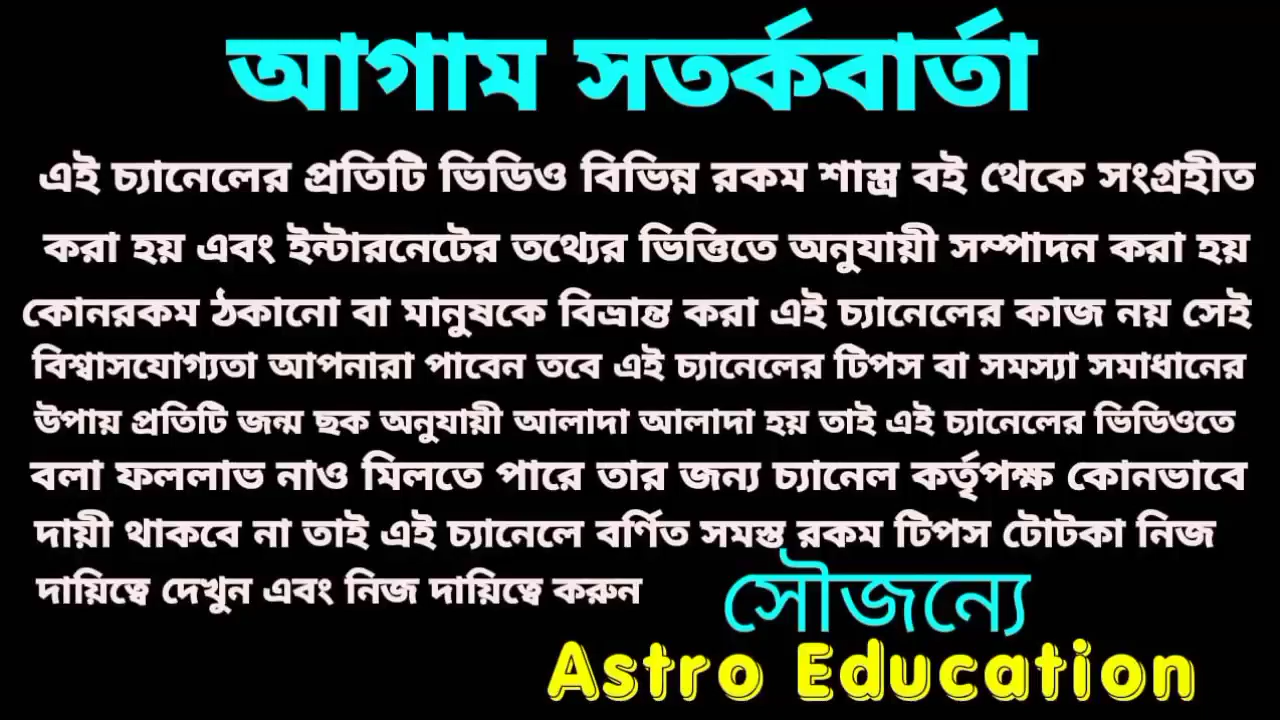 আগাম সতর্কবার্তা
এই চ্যানেলের প্রতিটি ভিডিও বিভিন্ন রকম শাস্ত্র বই থেকে সংগ্রহীত
করা হয় এবং ইন্টারনেটের তথ্যের ভিত্তিতে অনুযায়ী সম্পাদন করা হয়
কোনরকম ঠকানো বা মানুষকে বিভ্রান্ত করা এই চ্যানেলের কাজ নয় সেই
বিশ্বাসযোগ্যতা আপনারা পাবেন তবে এই চ্যানেলের টিপস বা সমস্যা সমাধানের
উপায় প্রতিটি জন্ম ছক অনুযায়ী আলাদা আলাদা হয় তাই এই চ্যানেলের ভিডিওতে
বলা ফললাভ নাও মিলতে পারে তার জন্য চ্যানেল কর্তৃপক্ষ কোনভাবে
দায়ী থাকবে না তাই এই চ্যানেলে বর্ণিত সমস্ত রকম টিপস টোটকা নিজ
দায়িত্বে দেখুন এবং নিজ দায়িত্বে করুন
সৌজন্যে
Astro Education